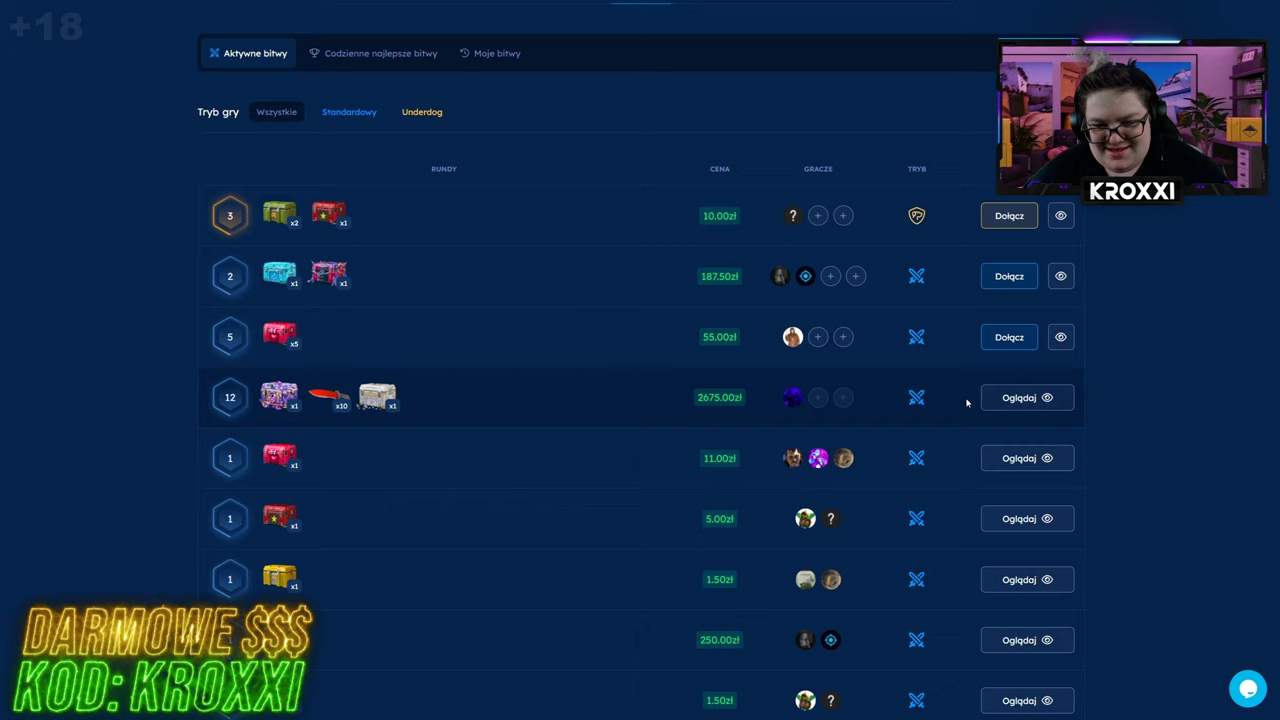 +18
Aktywne bitwy
Codzienne najlepsze bitwy
Moje bitwy
Tryb gry
Wszystkie
Standardowy
Underdog
RUNDY
CENA
GRACZE
TRYB
KROXXI
3
x2
x1
10.00zł
?
+
+
Dołącz
2
x1
x1
187.50zł
+
+
Dołącz
5
x5
55.00zł
+
+
Dołącz
12
x1
x10
x1
2675.00zł
+
+
Oglądaj
1
x1
11.00zł
Oglądaj
1
x1
5.00zł
?
Oglądaj
1
x1
1.50zł
Oglądaj
250.00zł
Oglądaj
1.50zł
?
Oglądaj
DARMOWE $$$
KOD: KROXXI